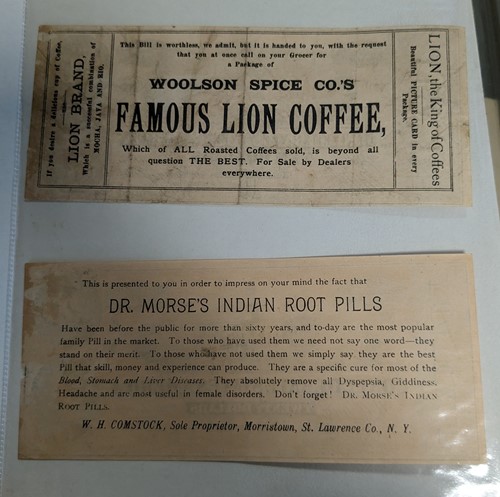 If you desire a delicious cup of Coffee,
use
LION BRAND,
Which is a successful combination of
MOCHA, JAVA AND RIO.
This Bill is worthless, we admit, but it is handed to you, with the request
that you at once call on your Grocer for
a Package of
WOOLSON SPICE CO.'S
FAMOUS LION COFFEE,
Which of ALL Roasted Coffees sold, is beyond all
question THE BEST. For Sale by Dealers
everywhere.
LION, the King of Coffees
Beautiful PICTURE CARD in every
Package.
This is presented to you in order to impress on your mind the fact that
DR. MORSE'S INDIAN ROOT PILLS
Have been before the public for more than sixty years, and to-day are the most popular
family Pill in the market. To those who have used them we need not say one word—they
stand on their merit. To those who have not used them we simply say they are the best
Pill that skill, money and experience can produce. They are a specific cure for most of the
Blood, Stomach and Liver Diseases. They absolutely remove all Dyspepsia, Giddiness,
Headache and are most useful in female disorders. Don't forget! DR. MORSE'S INDIAN
ROOT PILLS.
W. H. COMSTOCK, Sole Proprietor, Morristown, St. Lawrence Co., N. Y.